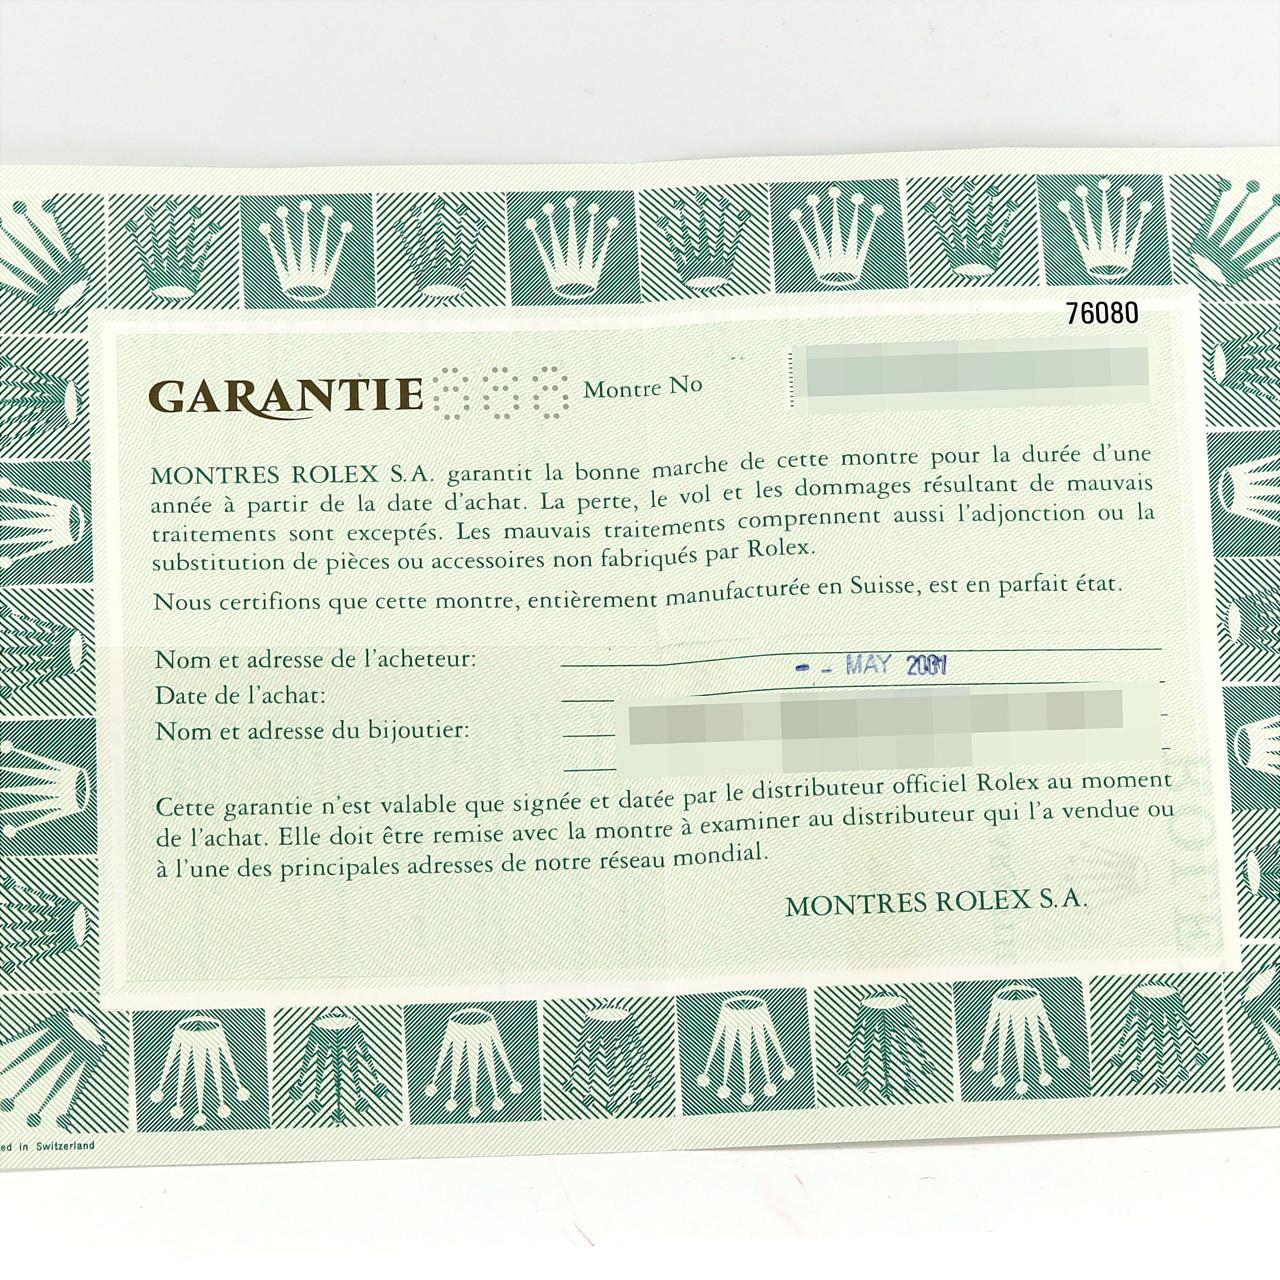 76080
GARANTIE 888 Montre No
MONTRES ROLEX S.A. garantit la bonne marche de cette montre pour la durée d'une
année à partir de la date d'achat. La perte, le vol et les dommages résultant de mauvais
traitements sont exceptés. Les mauvais traitements comprennent aussi l'adjonction ou la
substitution de pièces ou accessoires non fabriqués par Rolex.
Nous certifions que cette montre, entièrement manufacturée en Suisse, est en parfait état.
Nom et adresse de l'acheteur:
- - MAY 2001
Date de l'achat:
Nom et adresse du bijoutier:
Cette garantie n'est valable que signée et datée par le distributeur officiel Rolex au moment
de l'achat. Elle doit être remise avec la montre à examiner au distributeur qui l'a vendue ou
à l'une des principales adresses de notre réseau mondial.
MONTRES ROLEX S.A.
in Switzerland